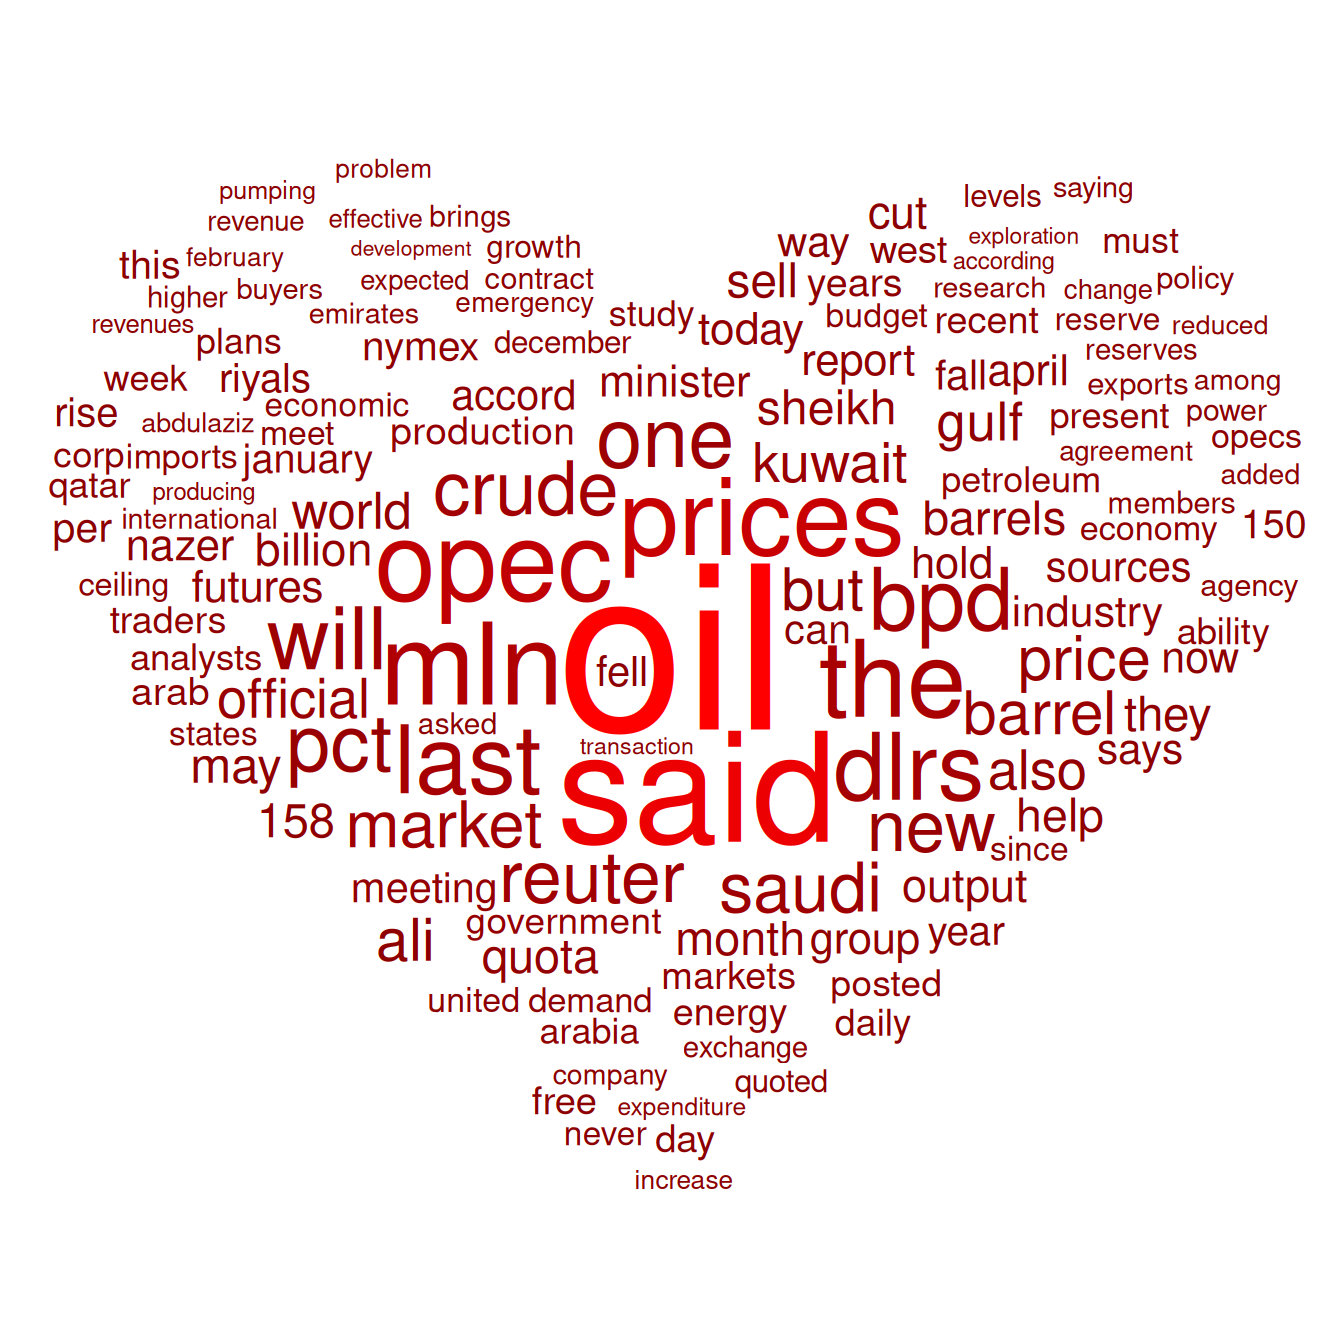 problem
pumping
saying
levels
revenue effective brings
cut
development growth
way west exploration must
this february
according
expected contract
sell years research change policy
higher buyers
emirates emergency study
today budget recent reserve reduced
revenues
plans
nymex december
report
reserves
week riyals
minister
fall april exports among
rise abdulaziz economic accord
sheikh
gulf present power
meet production one
opecs
corp imports january
kuwait
agreement
qatar producing
crude
petroleum
added
per international world
prices
barrels members
economy 150
nazer billion opec
hold sources
ceiling futures
oil
but bpd
agency
traders
will
can
industry ability
analysts
mln fell
the price now
arab official
barrel they
states
asked
pct last
transaction
may
said dlrs also says
158 market
new help
since
meeting reuter saudi output
ali government
month group year
quota
markets posted
united demand energy
arabia
daily
exchange
company quoted
free expenditure
never day
increase